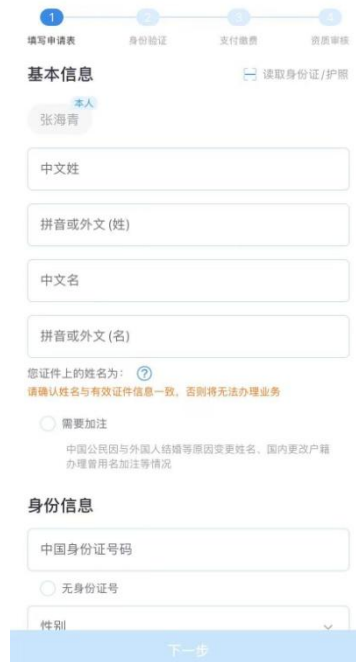 1
2
3
4
填写申请表
身份验证
支付缴费
资质审核
基本信息
读取身份证/护照
本人
张海青
中文姓
拼音或外文(姓)
中文名
拼音或外文(名)
您证件上的姓名为：
?
请确认姓名与有效证件信息一致，否则将无法办理业务
需要加注
中国公民因与外国人结婚等原因变更姓名、国内更改户籍
办理曾用名加注等情况
身份信息
中国身份证号码
无身份证号
性别
下一步